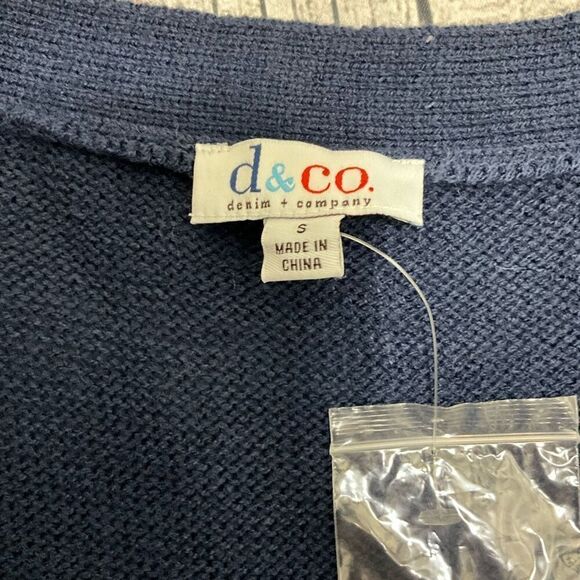 d&co.
denim + company
S
MADE IN
CHINA